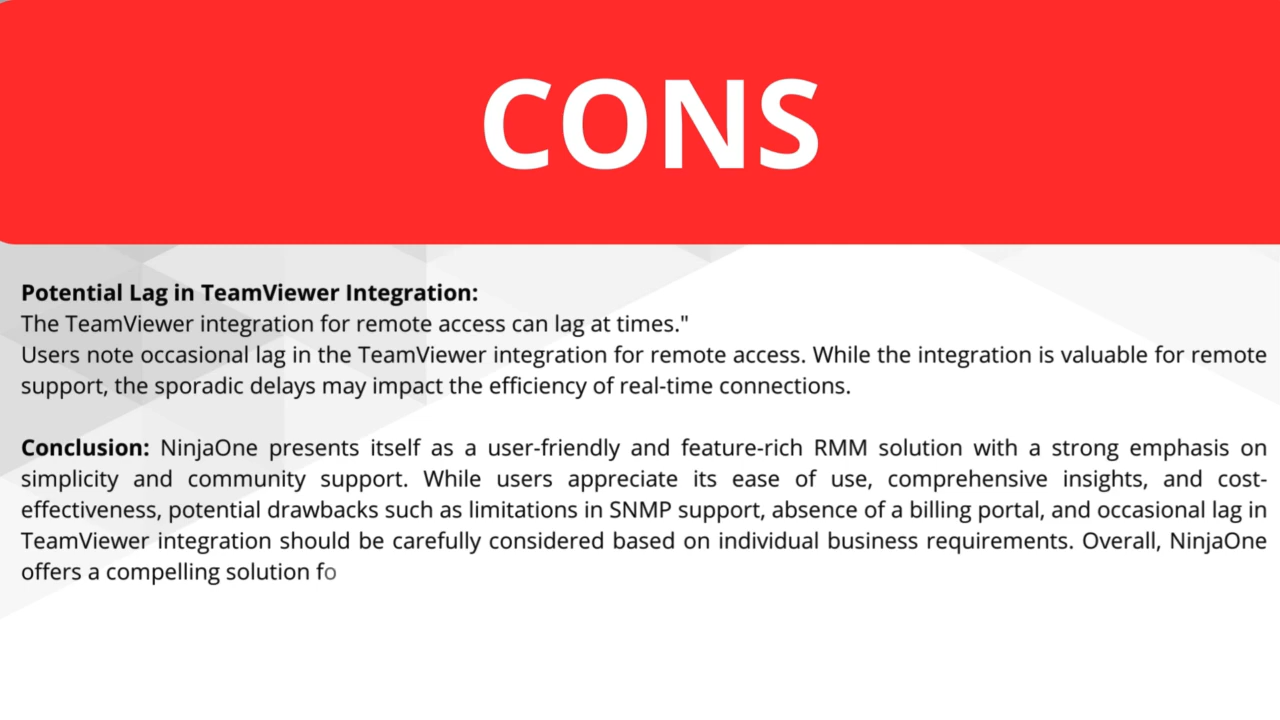 CONS
Potential Lag in TeamViewer Integration:
The TeamViewer integration for remote access can lag at times."
Users note occasional lag in the TeamViewer integration for remote access. While the integration is valuable for remote
support, the sporadic delays may impact the efficiency of real-time connections.
Conclusion: NinjaOne presents itself as a user-friendly and feature-rich RMM solution with a strong emphasis on
simplicity and community support. While users appreciate its ease of use, comprehensive insights, and cost-
effectiveness, potential drawbacks such as limitations in SNMP support, absence of a billing portal, and occasional lag in
TeamViewer integration should be carefully considered based on individual business requirements. Overall, NinjaOne
offers a compelling solution fo